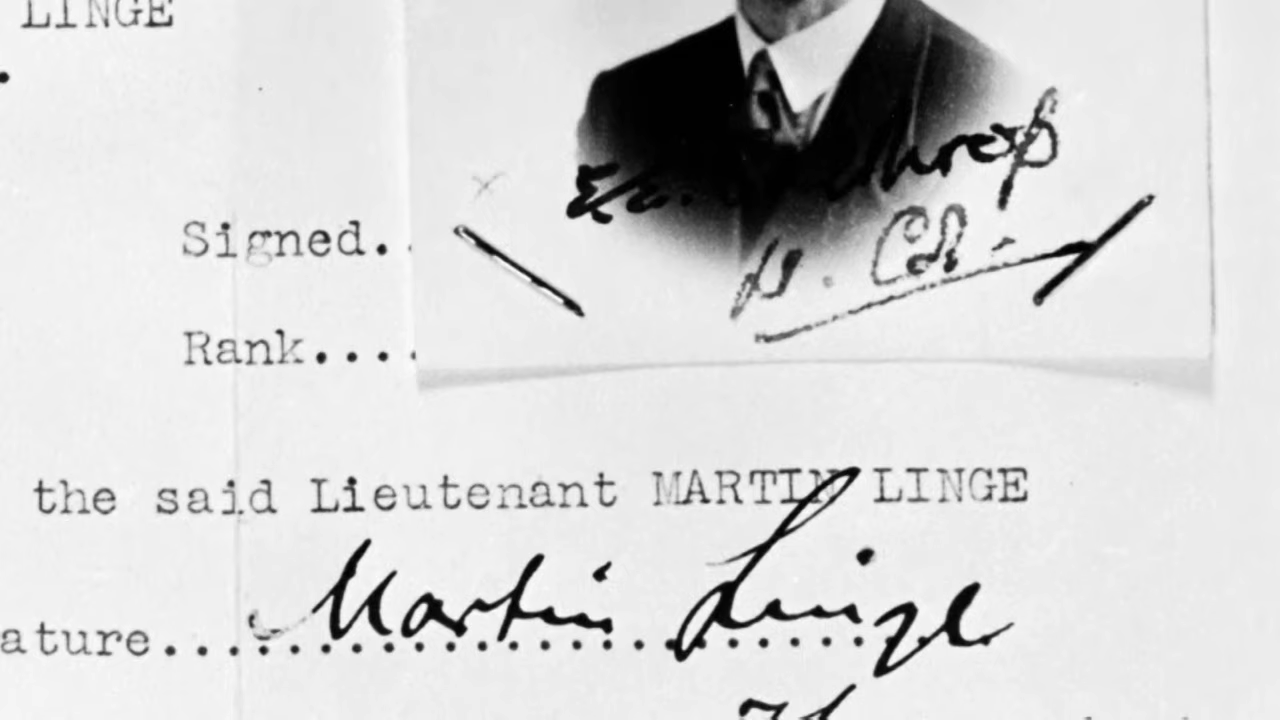 LINGE
.
Signed..
Rank....
the said Lieutenant MARTIN LINGE
ature...................
Martin Linge